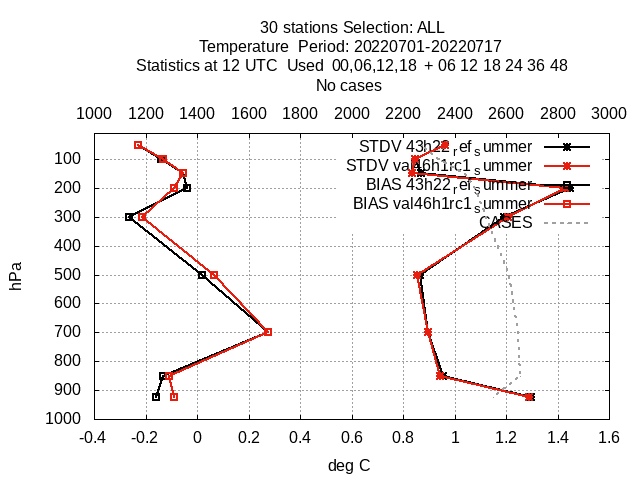 30 stations Selection: ALL
Temperature  Period: 20220701-20220717
Statistics at 12 UTC  Used  00,06,12,18  + 06 12 18 24 36 48
No cases
1000 1200 1400 1600 1800 2000 2200 2400 2600 2800 3000
STDV 43h22_ref_summer
STDV val46h1rc1_summer
BIAS 43h22_ref_summer
BIAS val46h1rc1_summer
CASES
hPa
100
200
300
400
500
600
700
800
900
1000
-0.4 -0.2 0 0.2 0.4 0.6 0.8 1 1.2 1.4 1.6
deg C